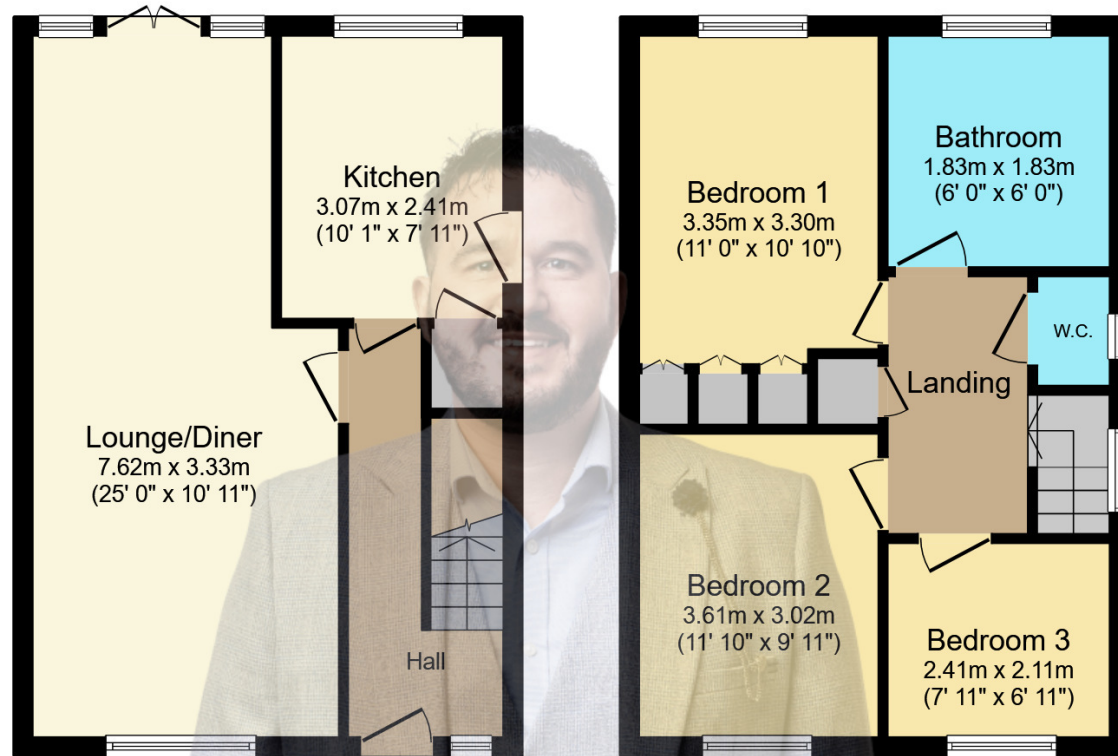 Kitchen
3.07m x 2.41m
(10' 1" x 7' 11")
Lounge/Diner
7.62m x 3.33m
(25' 0" x 10' 11")
Hall
Bedroom 1
3.35m x 3.30m
(11' 0" x 10' 10")
Bathroom
1.83m x 1.83m
(6' 0" x 6' 0")
W.C.
Landing
Bedroom 2
3.61m x 3.02m
(11' 10" x 9' 11")
Bedroom 3
2.41m x 2.11m
(7' 11" x 6' 11")